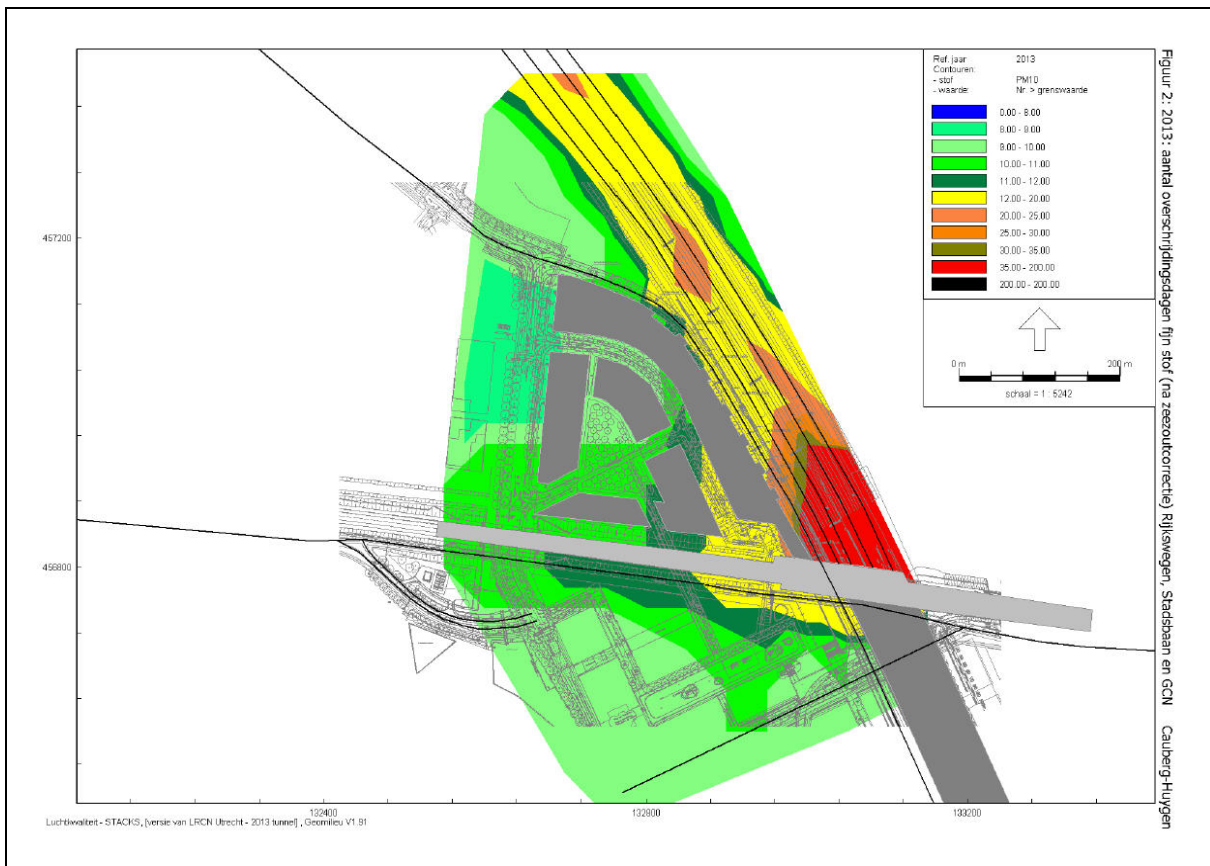 Ref. jaar 2013
Contouren:
- stof PM10
- waarde: Nr. > grenswaarde
0.00 - 8.00
8.00 - 9.00
9.00 - 10.00
10.00 - 11.00
11.00 - 12.00
12.00 - 20.00
20.00 - 25.00
25.00 - 30.00
30.00 - 35.00
35.00 - 200.00
200.00 - 200.00
0 m 200 m
schaal = 1 : 5242
Figuur 2: 2013: aantal overschrijdingsdagen fijn stof (na zeezoutcorrectie) Rijkswegen, Stadsbaan en GCN Cauberg-Huygen
457200
456800
132400 132800 133200
Luchtkwaliteit - STACKS, [versie van LRCN Utrecht - 2013 tunnel] , Geomilieu V1.91